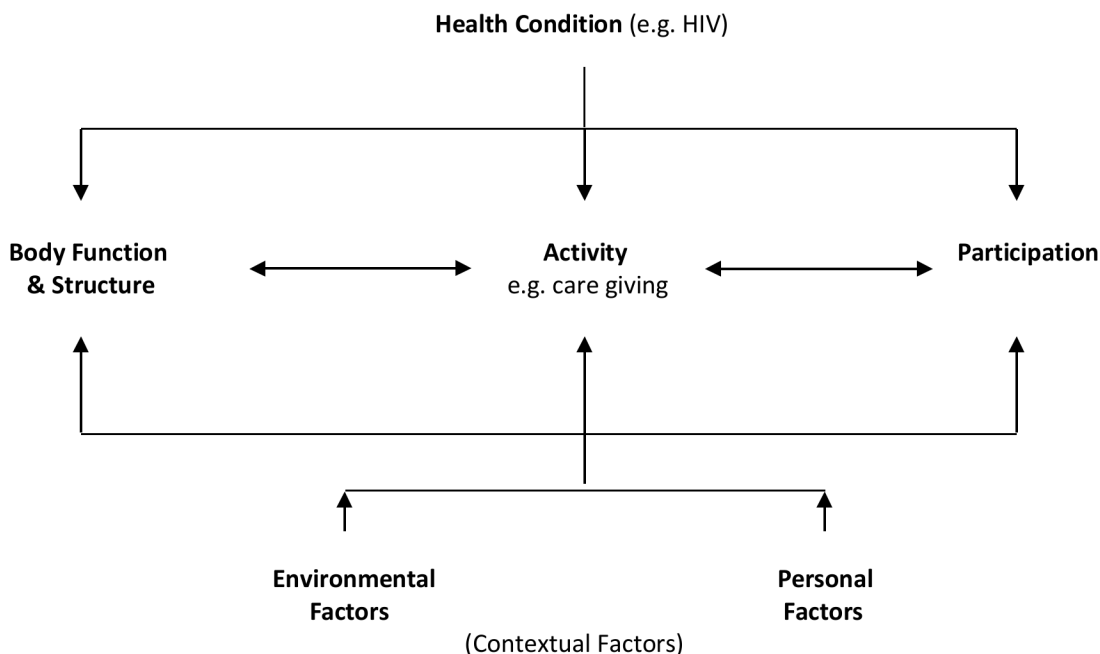 Health Condition (e.g. HIV)
Body Function
& Structure
Activity
e.g. care giving
Participation
Environmental
Factors
Personal
Factors
(Contextual Factors)